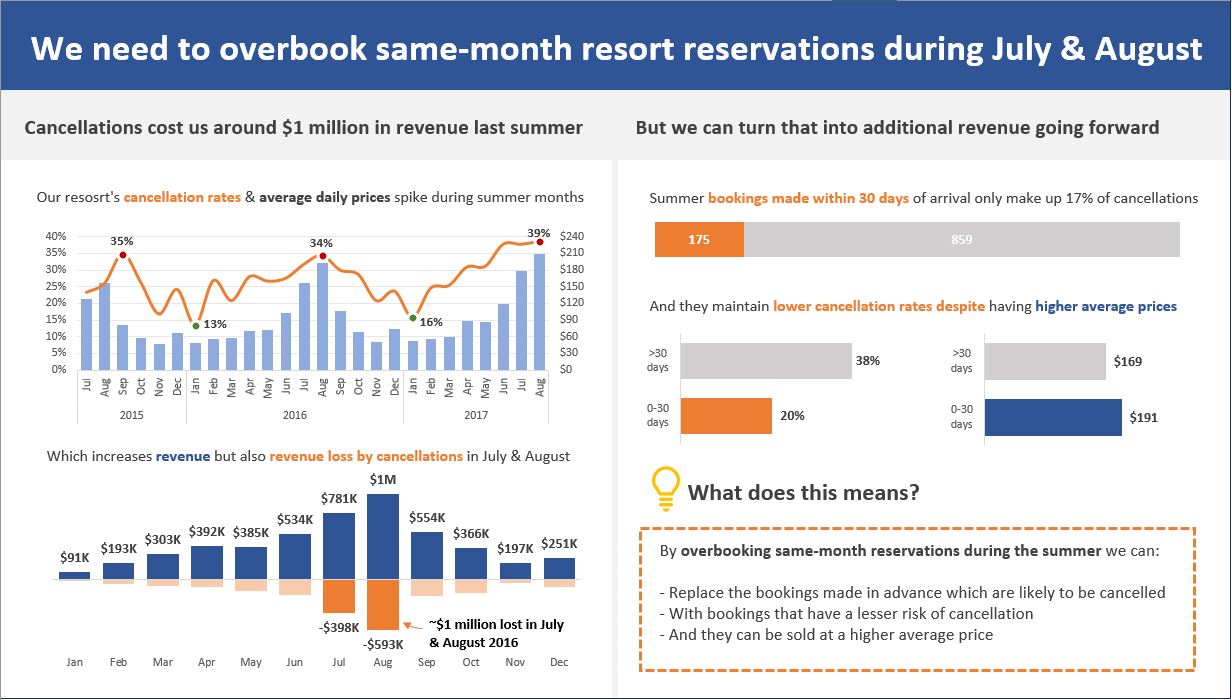 We need to overbook same-month resort reservations during July & August
Cancellations cost us around $1 million in revenue last summer
Our resosrt's cancellation rates & average daily prices spike during summer months
40%
35%
30%
25%
20%
15%
10%
5%
0%
35%
13%
34%
16%
39%
$240
$210
$180
$150
$120
$90
$60
$30
$0
Jul Aug Sep Oct Nov Dec Jan Feb Mar Apr May Jun Jul Aug Sep Oct Nov Dec Jan Feb Mar Apr May Jun Jul Aug
2015 2016 2017
Which increases revenue but also revenue loss by cancellations in July & August
$91K $193K $303K $392K $385K $534K $781K $1M $554K $366K $197K $251K
-$398K
-$593K
~$1 million lost in July
& August 2016
Jan Feb Mar Apr May Jun Jul Aug Sep Oct Nov Dec
But we can turn that into additional revenue going forward
Summer bookings made within 30 days of arrival only make up 17% of cancellations
175 859
And they maintain lower cancellation rates despite having higher average prices
>30
days
38%
0-30
days
20%
>30
days
$169
0-30
days
$191
What does this means?
By overbooking same-month reservations during the summer we can:
- Replace the bookings made in advance which are likely to be cancelled
- With bookings that have a lesser risk of cancellation
- And they can be sold at a higher average price